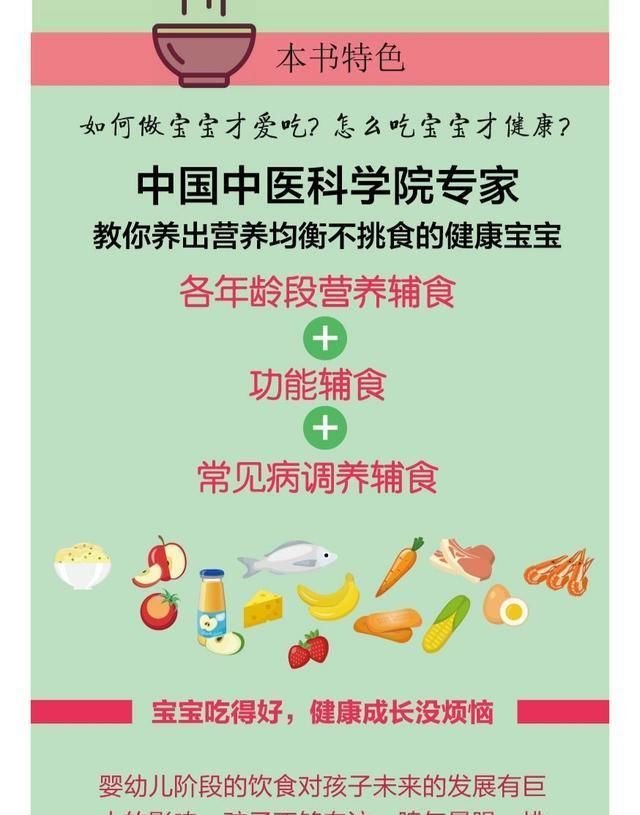 本书特色
如何做宝宝才爱吃?怎么吃宝宝才健康?
中国中医科学院专家
教你养出营养均衡不挑食的健康宝宝
各年龄段营养辅食
+
功能辅食
+
常见病调养辅食
宝宝吃得好，健康成长没烦恼
婴幼儿阶段的饮食对孩子未来的发展有巨